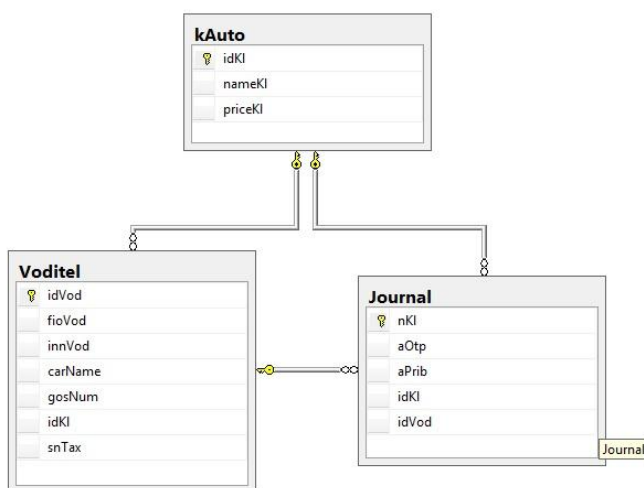 kAuto
idKl
nameKl
priceKl
Voditel
idVod
fioVod
innVod
carName
gosNum
idKl
snTax
Journal
nKl
aOtp
aPrib
idKl
idVod
Journal